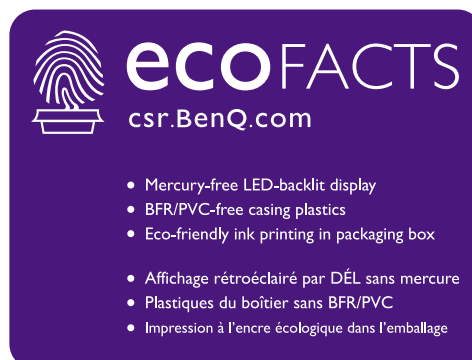 ecoFACTS
csr.BenQ.com
• Mercury-free LED-backlit display
• BFR/PVC-free casing plastics
• Eco-friendly ink printing in packaging box
• Affichage rétroéclairé par DÉL sans mercure
• Plastiques du boîtier sans BFR/PVC
• Impression à l'encre écologique dans l'emballage